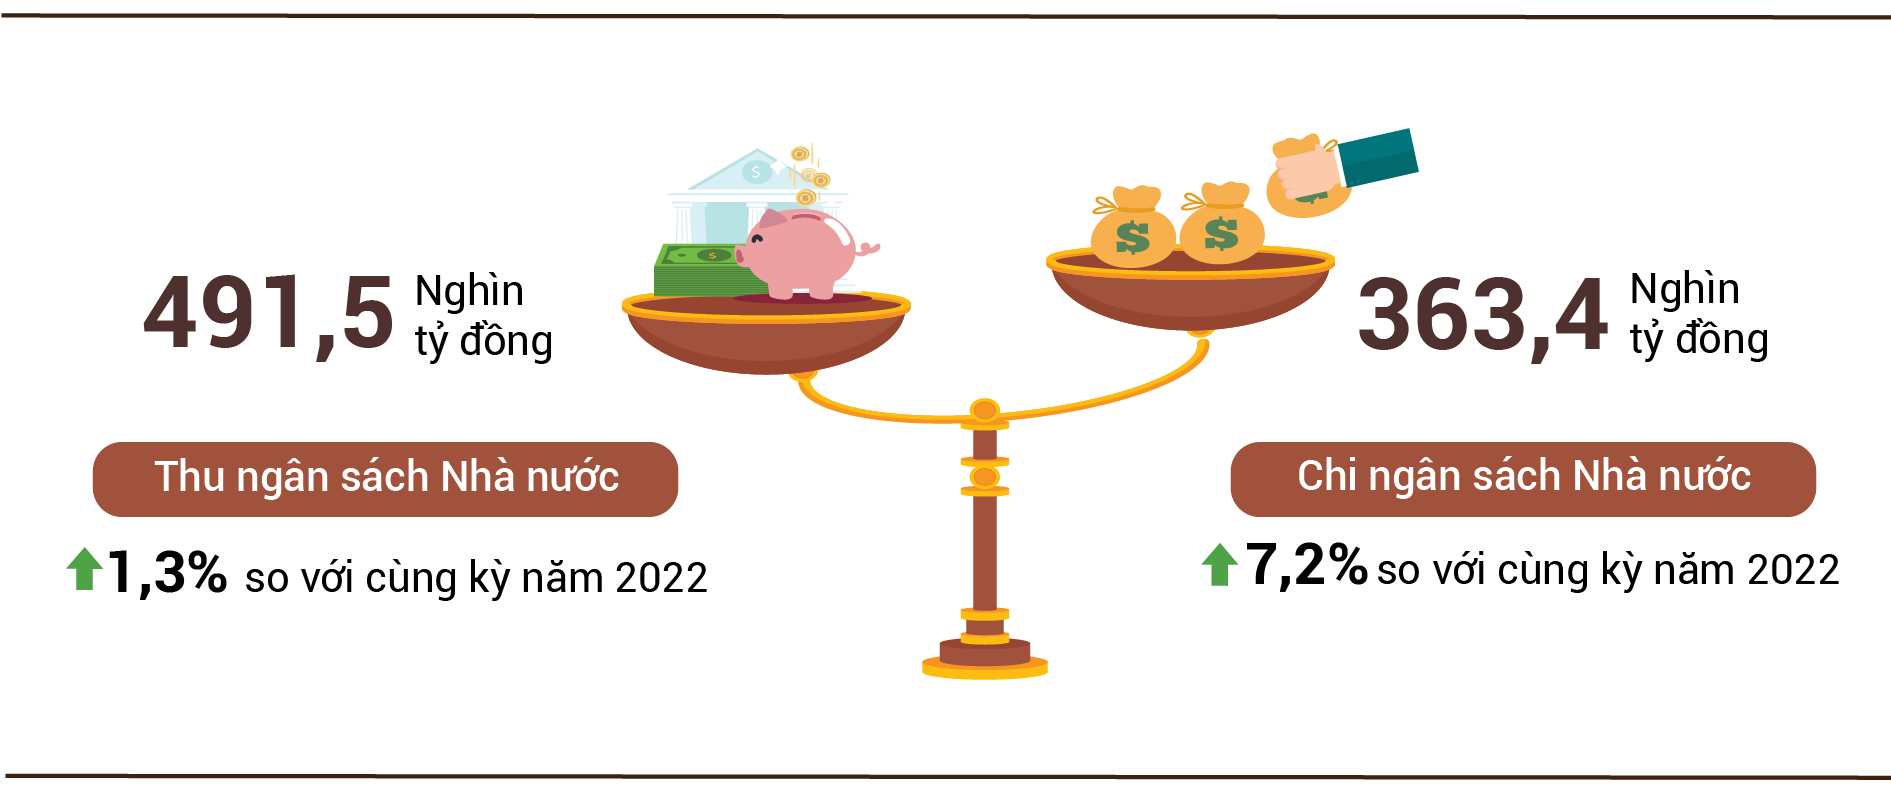 491,5 Nghìn
tỷ đồng
Thu ngân sách Nhà nước
1,3% so với cùng kỳ năm 2022
$
$
$
$
$
363,4 Nghìn
tỷ đồng
Chi ngân sách Nhà nước
7,2% so với cùng kỳ năm 2022